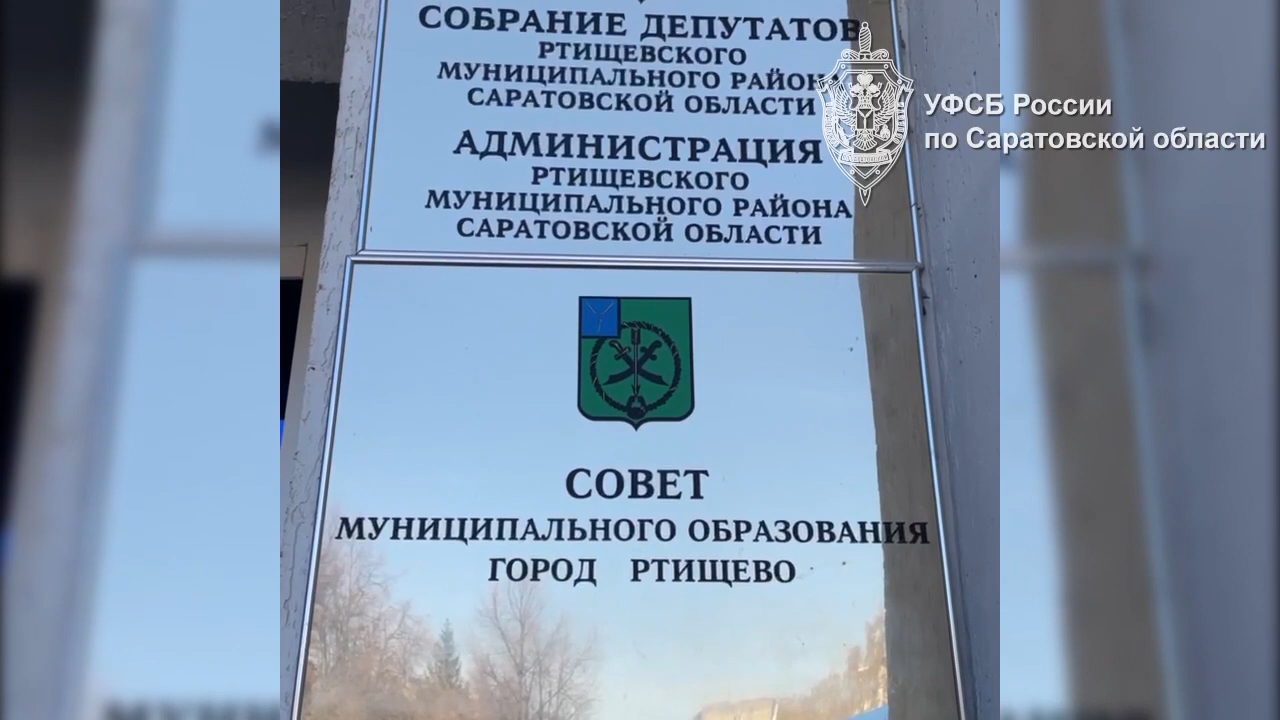 СОБРАНИЕ ДЕПУТАТОВ
РТИЩЕВСКОГО
МУНИЦИПАЛЬНОГО РАЙОНА
САРАТОВСКОЙ ОБЛАСТИ
АДМИНИСТРАЦИЯ
РТИЩЕВСКОГО
МУНИЦИПАЛЬНОГО РАЙОНА
САРАТОВСКОЙ ОБЛАСТИ
УФСБ России
по Саратовской области
СОВЕТ
МУНИЦИПАЛЬНОГО ОБРАЗОВАНИЯ
ГОРОД РТИЩЕВО